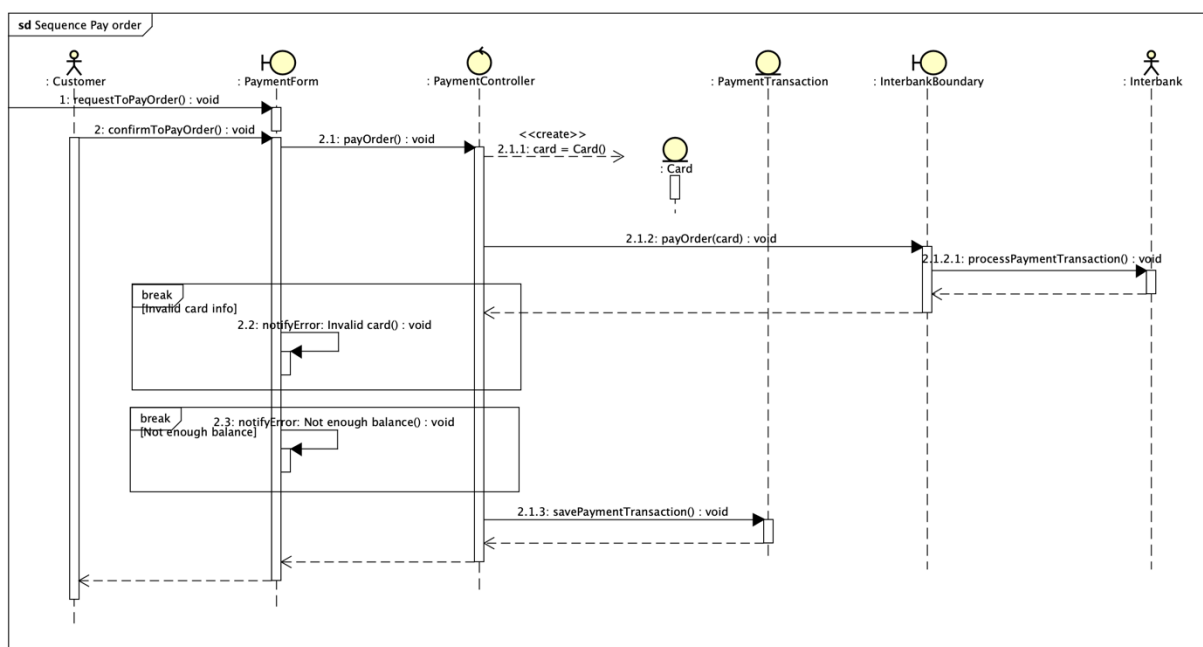 sd Sequence Pay order
: Customer
: PaymentForm
: PaymentController
: PaymentTransaction
: InterbankBoundary
: Interbank
1: requestToPayOrder() : void
2: confirmToPayOrder() : void
2.1: payOrder() : void
<<create>>
2.1.1: card = Card()
: Card
2.1.2: payOrder(card) : void
2.1.2.1: processPaymentTransaction() : void
break
[Invalid card info]
2.2: notifyError: Invalid card() : void
break
2.3: notifyError: Not enough balance() : void
[Not enough balance]
2.1.3: savePaymentTransaction() : void